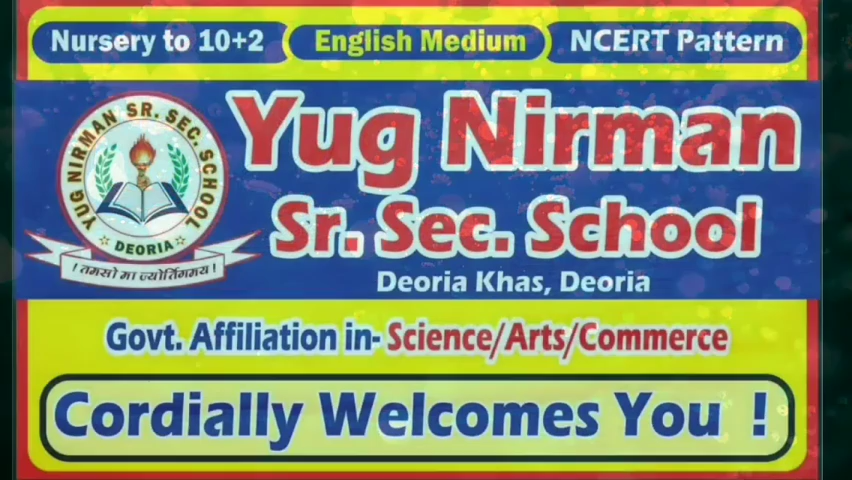 Nursery to 10+2 English Medium NCERT Pattern
YUG NIRMAN SR. SEC. SCHOOL
DEORIA
! तमसो मा ज्योर्तिगमय !
Yug Nirman
Sr. Sec. School
Deoria Khas, Deoria
Govt. Affiliation in- Science/Arts/Commerce
Cordially Welcomes You !